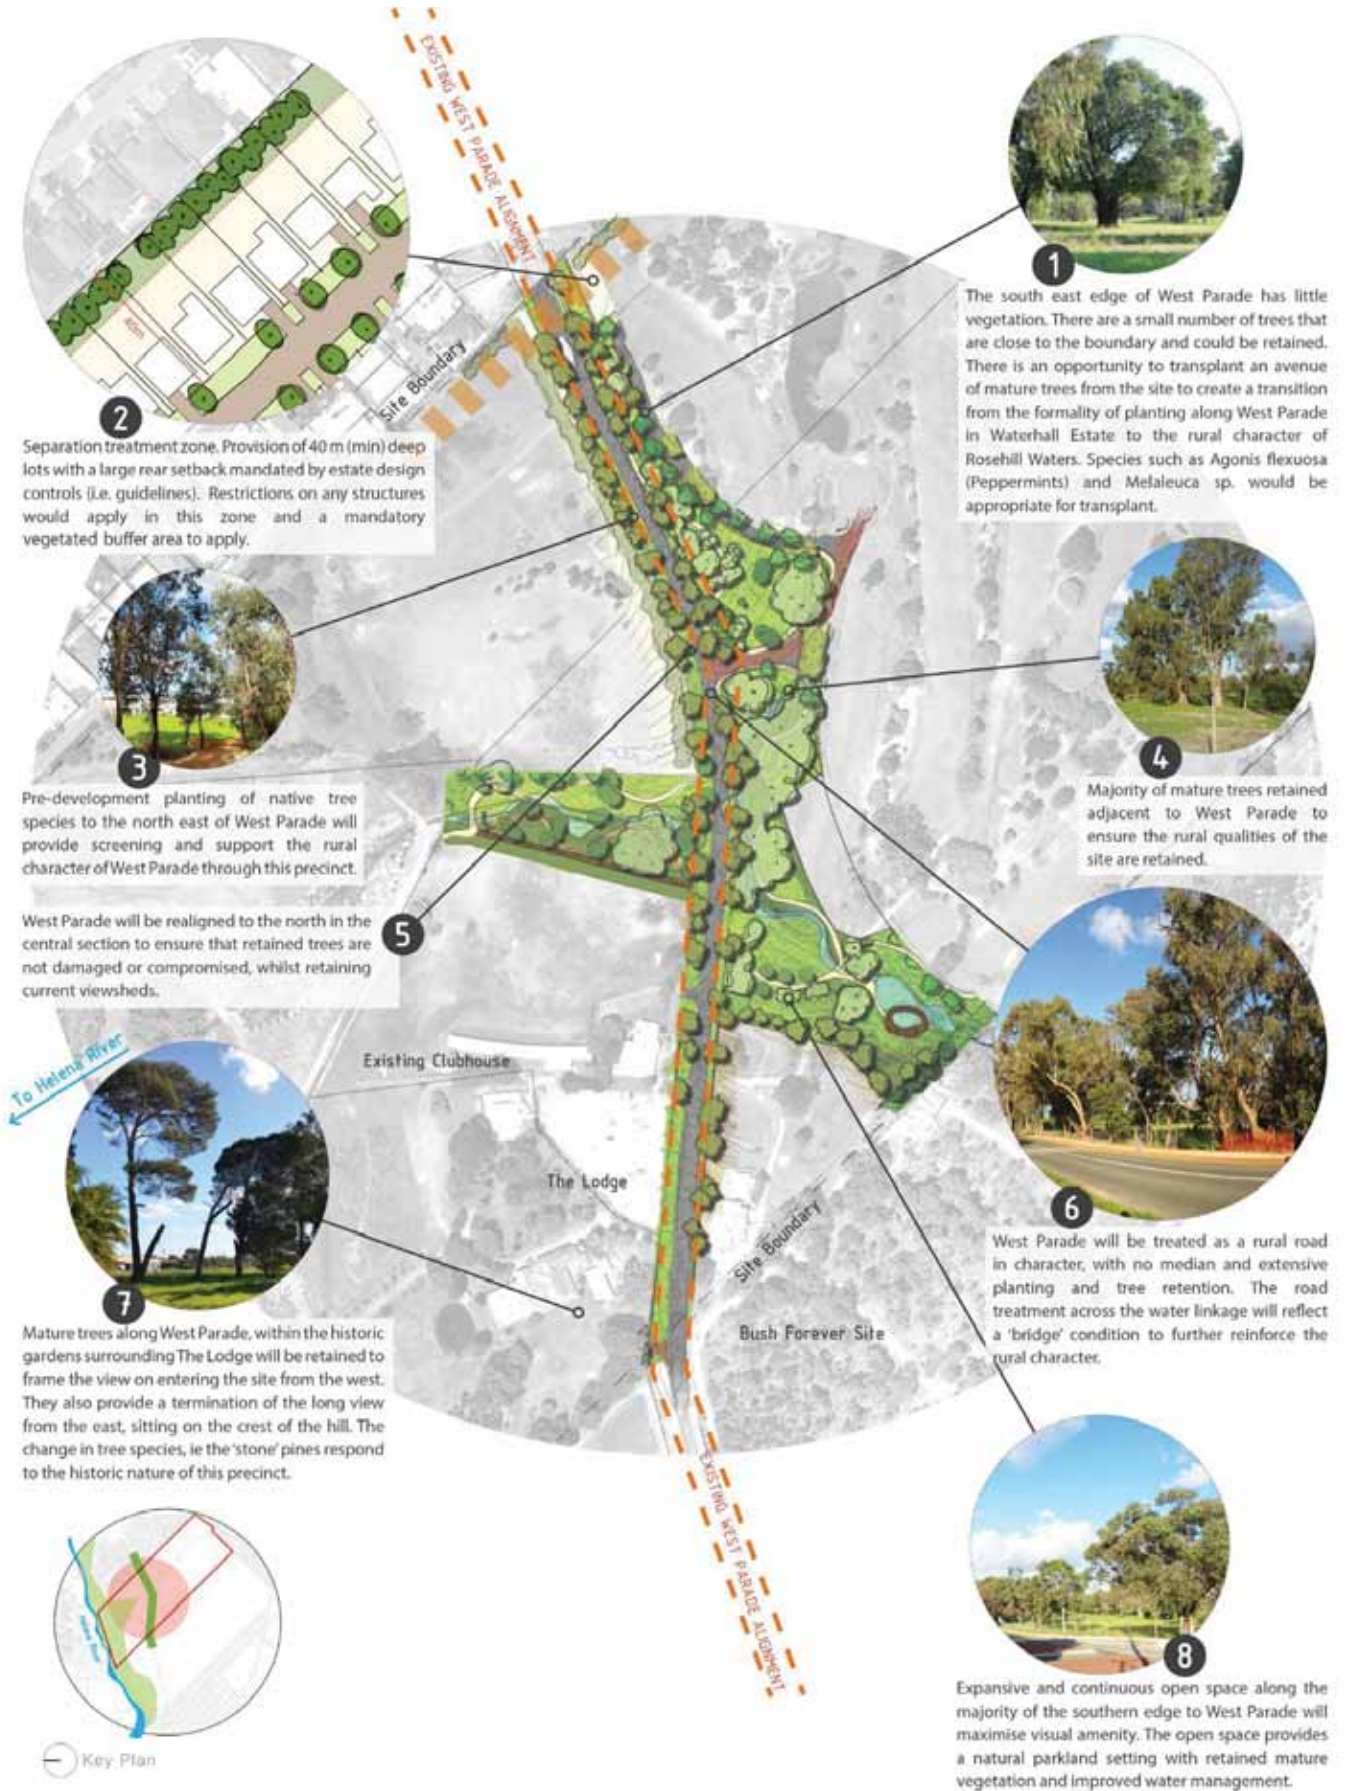 EXISTING WEST PARADE ALIGNMENT
1
The south east edge of West Parade has little
vegetation. There are a small number of trees that
are close to the boundary and could be retained.
There is an opportunity to transplant an avenue
of mature trees from the site to create a transition
from the formality of planting along West Parade
in Waterhall Estate to the rural character of
Rosehill Waters. Species such as Agonis flexuosa
(Peppermints) and Melaleuca sp. would be
appropriate for transplant.
40m
2
Site Boundary
Separation treatment zone. Provision of 40 m (min) deep
lots with a large rear setback mandated by estate design
controls (i.e. guidelines). Restrictions on any structures
would apply in this zone and a mandatory
vegetated buffer area to apply.
3
Pre-development planting of native tree
species to the north east of West Parade will
provide screening and support the rural
character of West Parade through this precinct.
4
Majority of mature trees retained
adjacent to West Parade to
ensure the rural qualities of the
site are retained.
West Parade will be realigned to the north in the
central section to ensure that retained trees are
not damaged or compromised, whilst retaining
current viewsheds.
5
To Helena River
Existing Clubhouse
The Lodge
Site Boundary
Bush Forever Site
6
West Parade will be treated as a rural road
in character, with no median and extensive
planting and tree retention. The road
treatment across the water linkage will reflect
a 'bridge' condition to further reinforce the
rural character.
7
Mature trees along West Parade, within the historic
gardens surrounding The Lodge will be retained to
frame the view on entering the site from the west.
They also provide a termination of the long view
from the east, sitting on the crest of the hill. The
change in tree species, ie the 'stone' pines respond
to the historic nature of this precinct.
EXISTING WEST PARADE ALIGNMENT
8
Expansive and continuous open space along the
majority of the southern edge to West Parade will
maximise visual amenity. The open space provides
a natural parkland setting with retained mature
vegetation and improved water management.
Key Plan